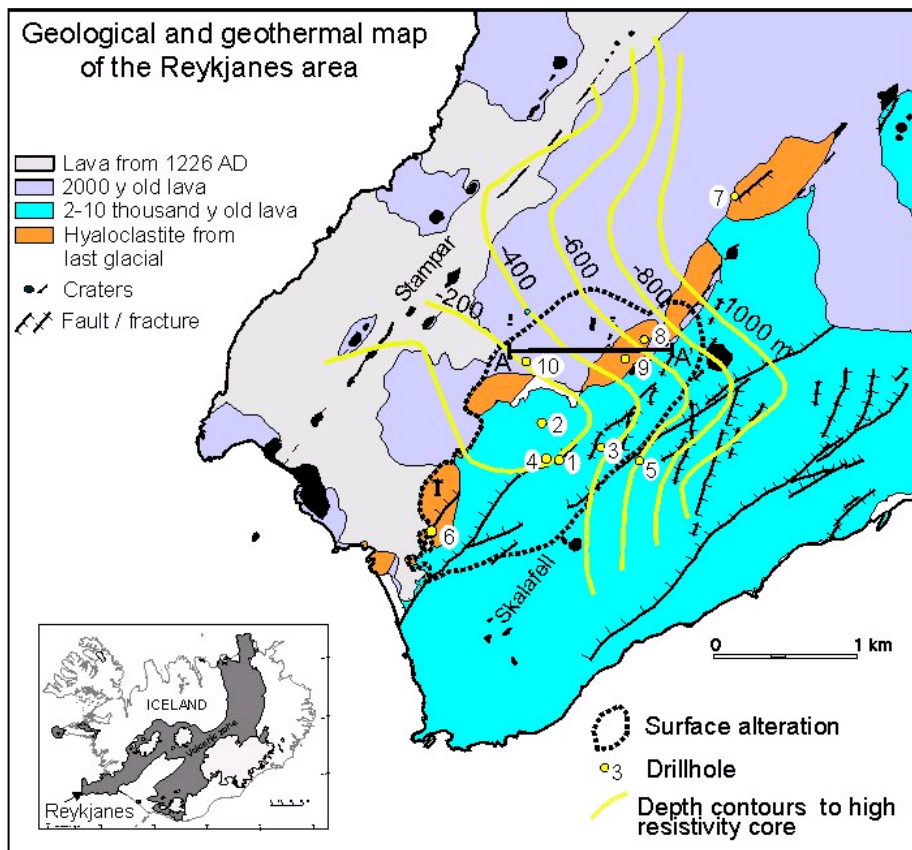 Geological and geothermal map
of the Reykjanes area
Lava from 1226 AD
2000 y old lava
2-10 thousand y old lava
Hyaloclastite from
last glacial
Craters
Fault / fracture
Stampar
-200
-400
-600
-800
-1000 m
7
8
A
A'
10
9
2
4
1
3
5
6
Skalafell
0 1 km
ICELAND
Volcanic zone
Reykjanes
Surface alteration
3 Drillhole
Depth contours to high
resistivity core